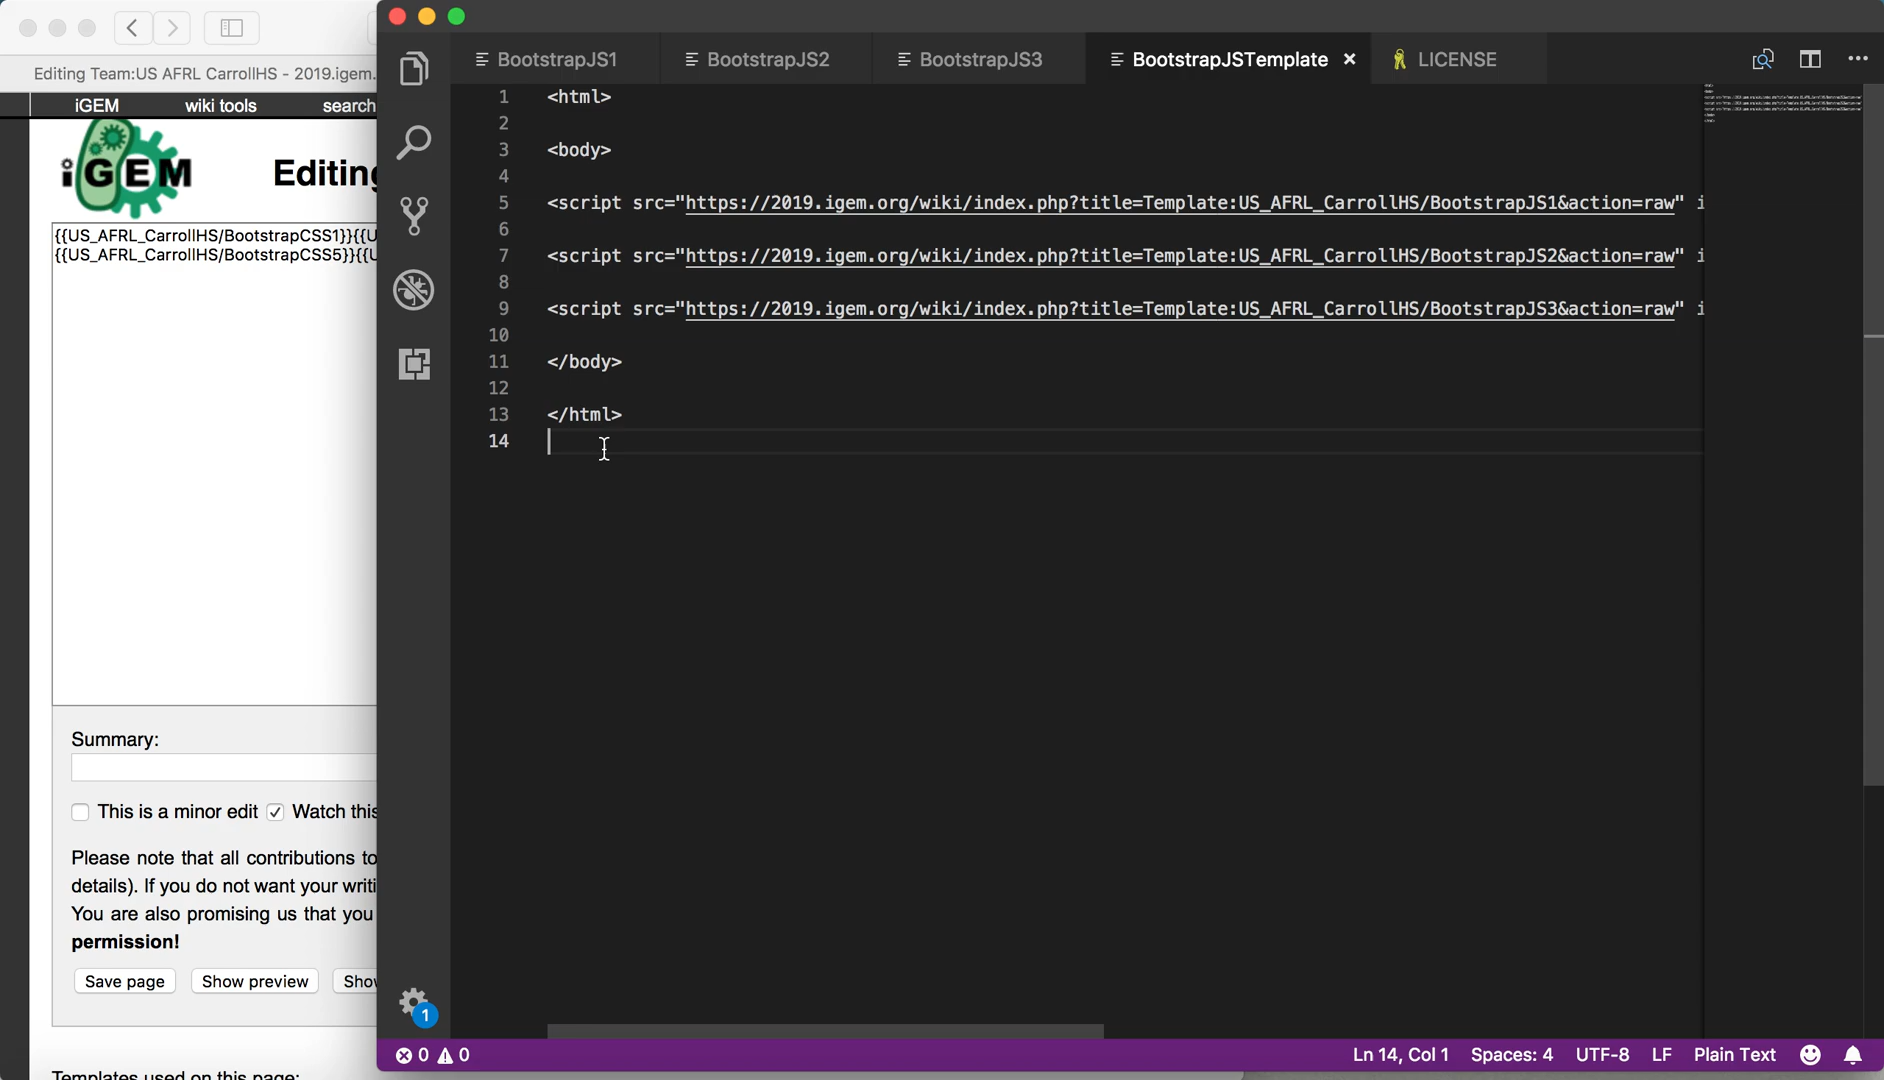 Editing Team:US AFRL CarrollHS - 2019.igem.
iGEM wiki tools search
iGEM
Editing
{{US_AFRL_CarrollHS/BootstrapCSS1}}{{U
{{US_AFRL_CarrollHS/BootstrapCSS5}}{{U
Summary:
This is a minor edit Watch this
Please note that all contributions to
details). If you do not want your writi
You are also promising us that you
permission!
Save page Show preview Sho
Templates used on this page:
BootstrapJS1 BootstrapJS2 BootstrapJS3 BootstrapJSTemplate × LICENSE
1 <html>
2
3 <body>
4
5 <script src="https://2019.igem.org/wiki/index.php?title=Template:US_AFRL_CarrollHS/BootstrapJS1&action=raw" i
6
7 <script src="https://2019.igem.org/wiki/index.php?title=Template:US_AFRL_CarrollHS/BootstrapJS2&action=raw" i
8
9 <script src="https://2019.igem.org/wiki/index.php?title=Template:US_AFRL_CarrollHS/BootstrapJS3&action=raw" i
10
11 </body>
12
13 </html>
14
1
0 0 Ln 14, Col 1 Spaces: 4 UTF-8 LF Plain Text